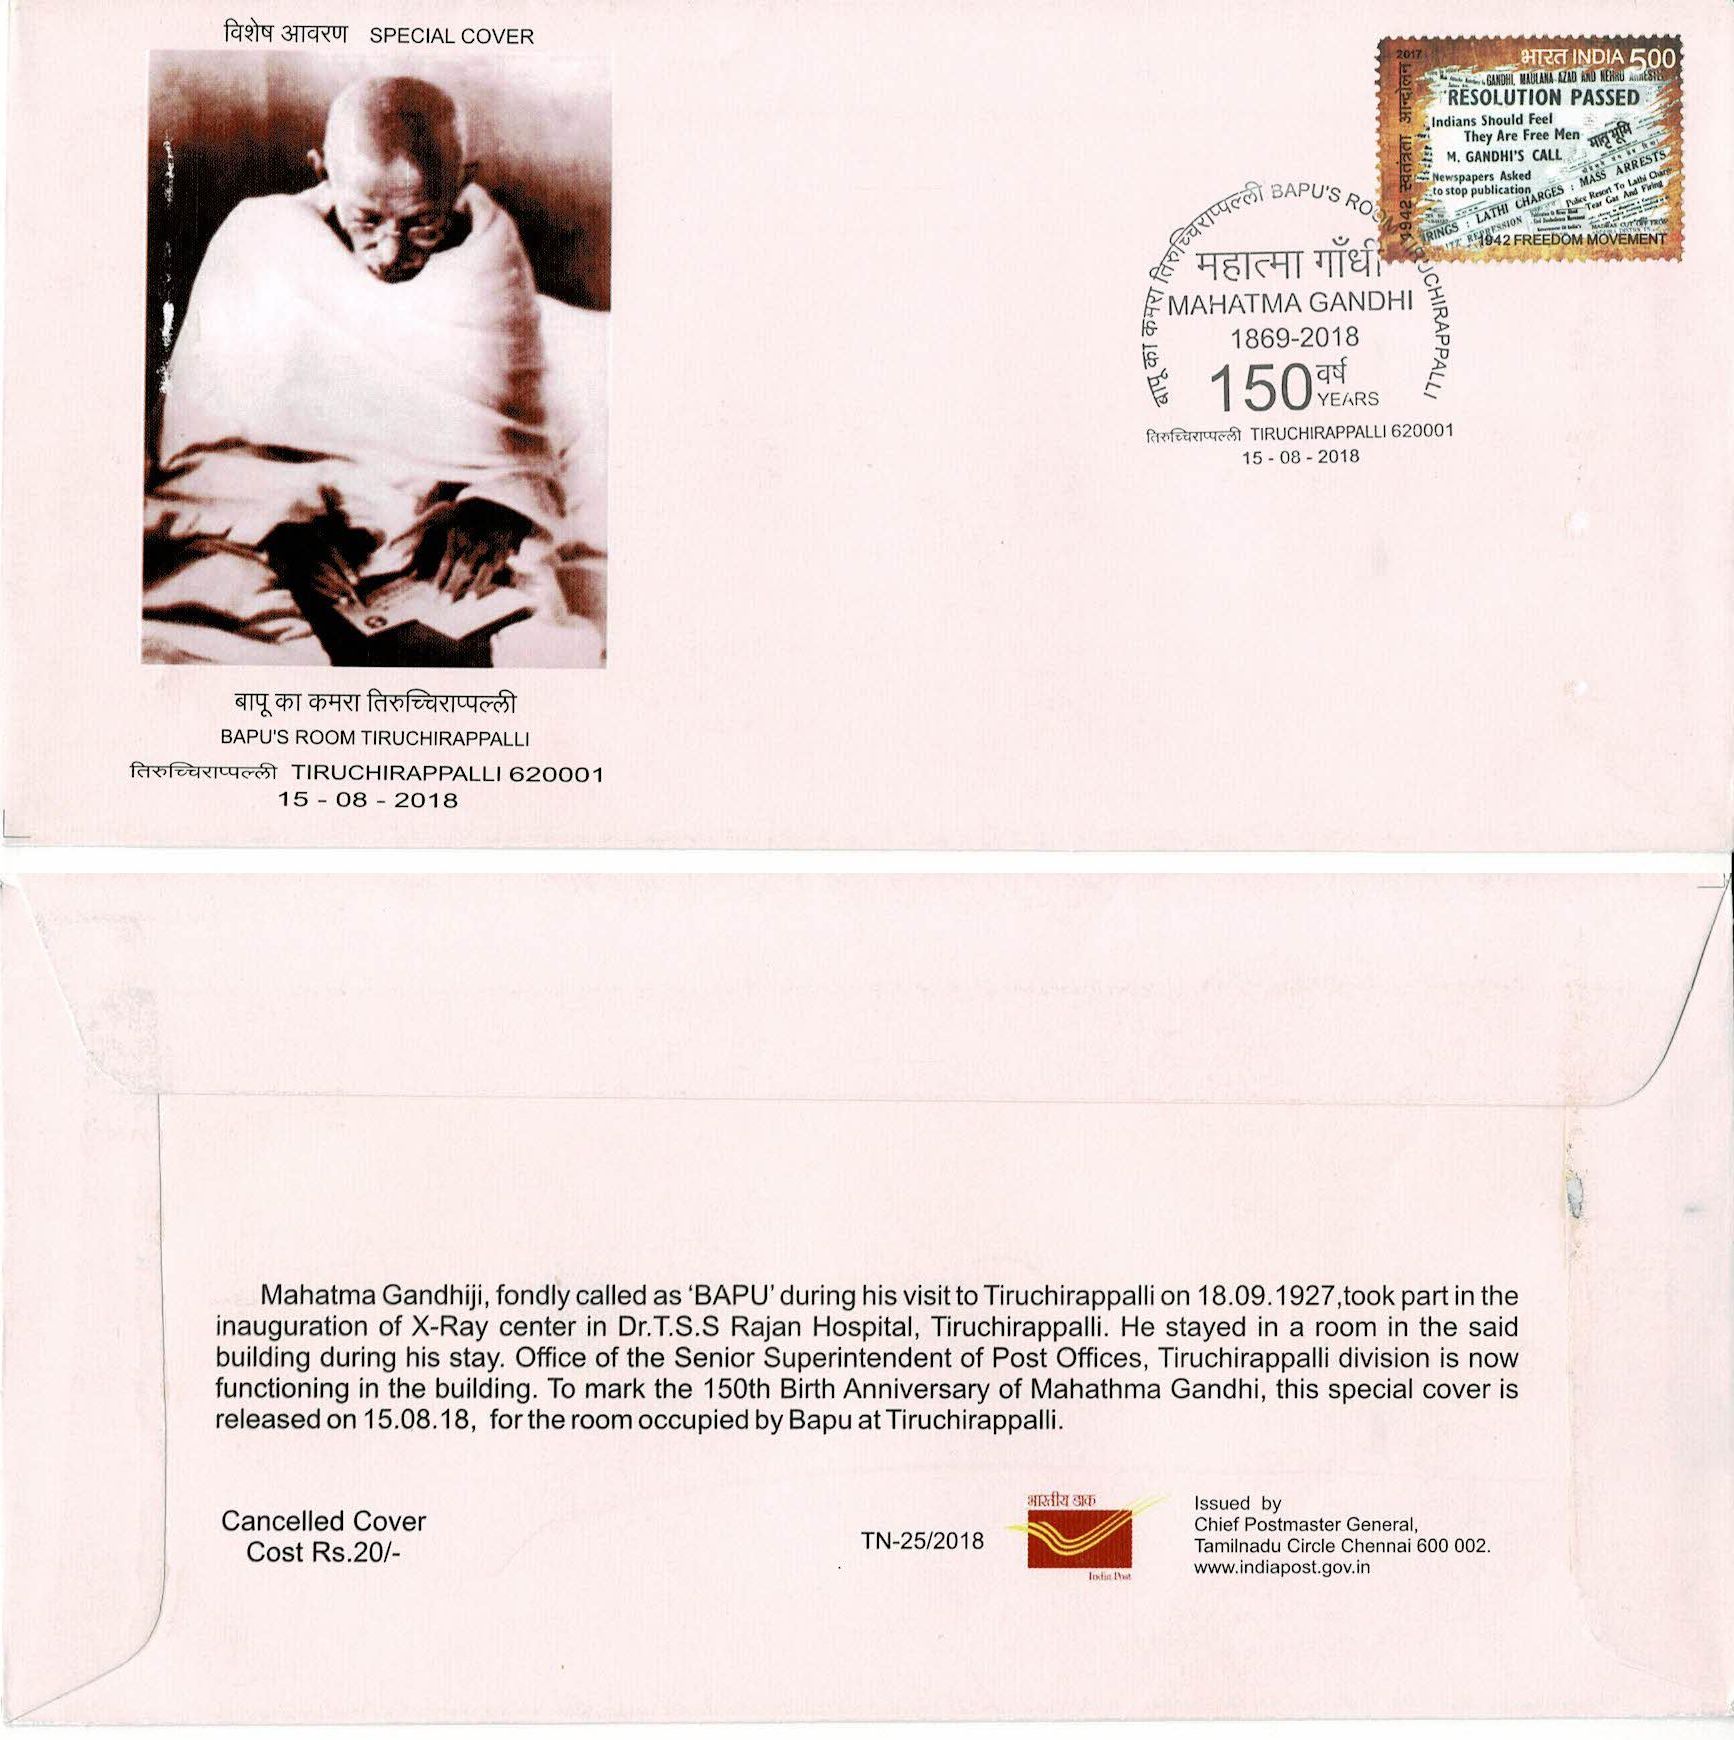 विशेष आवरण SPECIAL COVER
2017
भारत INDIA 500
GANDHI, MAULANA AZAD AND NEHRU ARRESTED
RESOLUTION PASSED
Indians Should Feel
They Are Free Men
मातृभूमि
M. GANDHI'S CALL
Newspapers Asked
to stop publication
LATHI CHARGES : MASS ARRESTS
Police Resort To Lathi Charge
Tear Gas And Firing
REPRESSION
1942 FREEDOM MOVEMENT
1942 स्वतंत्रता आन्दोलन
बापू का कमरा तिरुच्चिराप्पल्ली BAPU'S ROOM TIRUCHIRAPPALLI
महात्मा गाँधी
MAHATMA GANDHI
1869-2018
150 वर्ष
YEARS
तिरुच्चिराप्पल्ली TIRUCHIRAPPALLI 620001
15 - 08 - 2018
बापू का कमरा तिरुच्चिराप्पल्ली
BAPU'S ROOM TIRUCHIRAPPALLI
तिरुच्चिराप्पल्ली TIRUCHIRAPPALLI 620001
15 - 08 - 2018
Mahatma Gandhiji, fondly called as ‘BAPU’ during his visit to Tiruchirappalli on 18.09.1927,took part in the
inauguration of X-Ray center in Dr.T.S.S Rajan Hospital, Tiruchirappalli. He stayed in a room in the said
building during his stay. Office of the Senior Superintendent of Post Offices, Tiruchirappalli division is now
functioning in the building. To mark the 150th Birth Anniversary of Mahathma Gandhi, this special cover is
released on 15.08.18, for the room occupied by Bapu at Tiruchirappalli.
Cancelled Cover
Cost Rs.20/-
TN-25/2018
भारतीय डाक
India Post
Issued by
Chief Postmaster General,
Tamilnadu Circle Chennai 600 002.
www.indiapost.gov.in